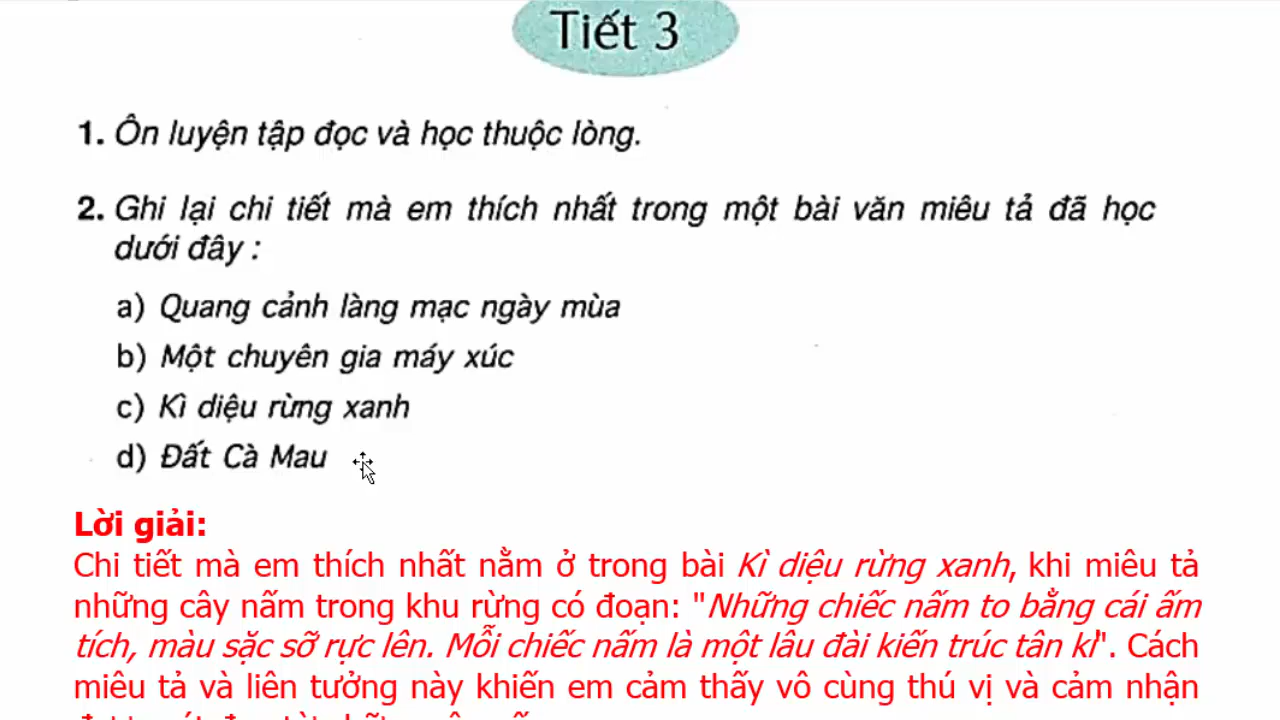 Tiết 3
1. Ôn luyện tập đọc và học thuộc lòng.
2. Ghi lại chi tiết mà em thích nhất trong một bài văn miêu tả đã học
dưới đây :
a) Quang cảnh làng mạc ngày mùa
b) Một chuyên gia máy xúc
c) Kì diệu rừng xanh
d) Đất Cà Mau
Lời giải:
Chi tiết mà em thích nhất nằm ở trong bài Kì diệu rừng xanh, khi miêu tả
những cây nấm trong khu rừng có đoạn: "Những chiếc nấm to bằng cái ấm
tích, màu sặc sỡ rực lên. Mỗi chiếc nấm là một lâu đài kiến trúc tân kì". Cách
miêu tả và liên tưởng này khiến em cảm thấy vô cùng thú vị và cảm nhận